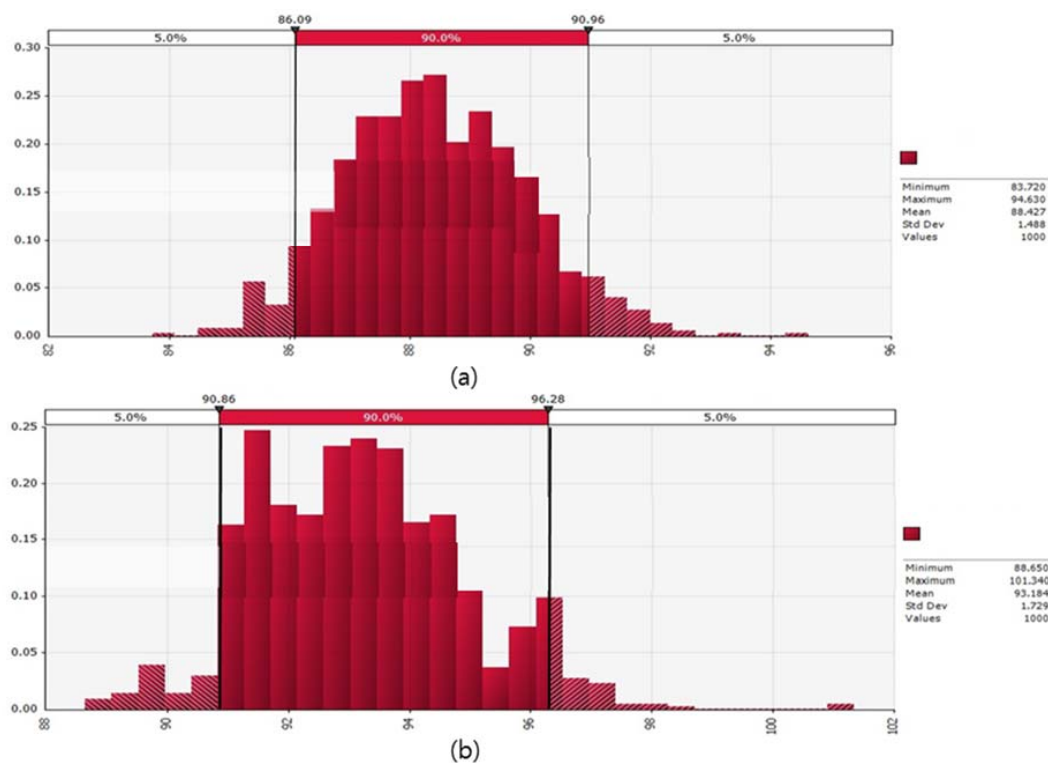 86.09 90.96
5.0% 90.0% 5.0%
0.30
0.25
0.20
0.15
0.10
0.05
0.00
82 84 86 88 90 92 94 96
Minimum 83.720
Maximum 94.630
Mean 88.427
Std Dev 1.488
Values 1000
(a)
90.86 96.28
5.0% 90.0% 5.0%
0.25
0.20
0.15
0.10
0.05
0.00
88 90 92 94 96 98 100 102
Minimum 88.650
Maximum 101.340
Mean 93.184
Std Dev 1.729
Values 1000
(b)